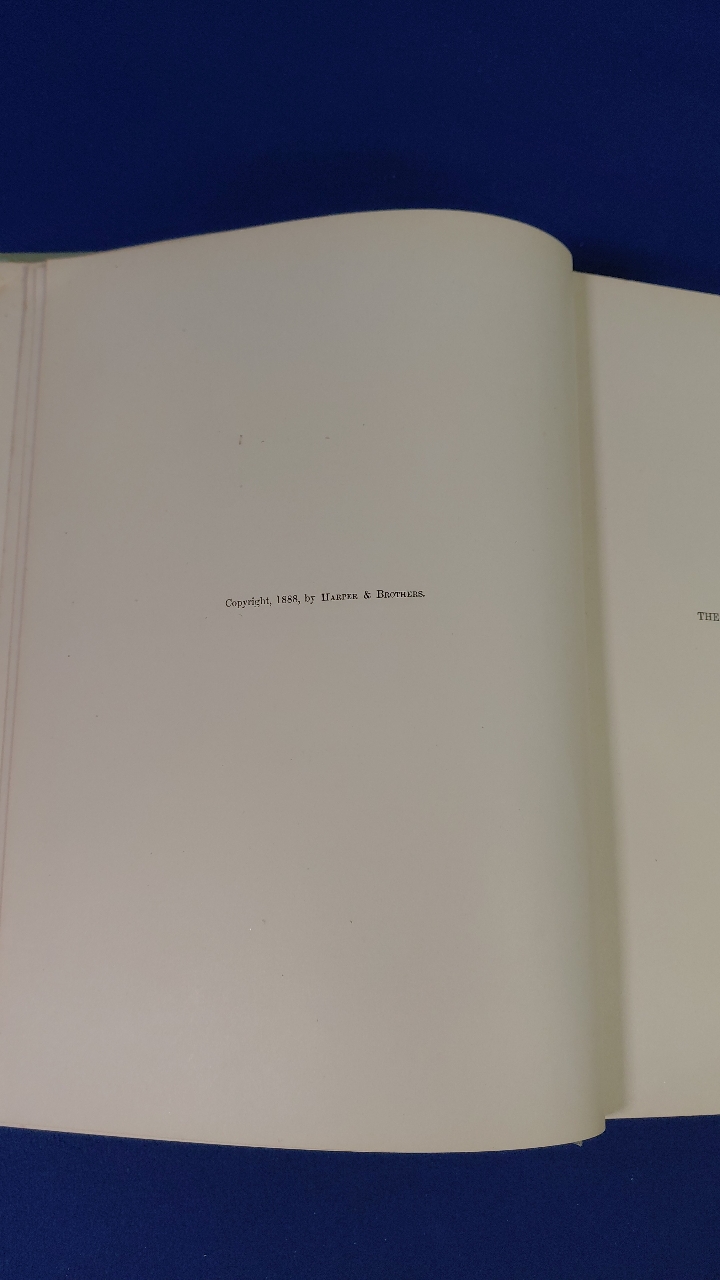 Copyright, 1888, by HARPER & BROTHERS.
THE